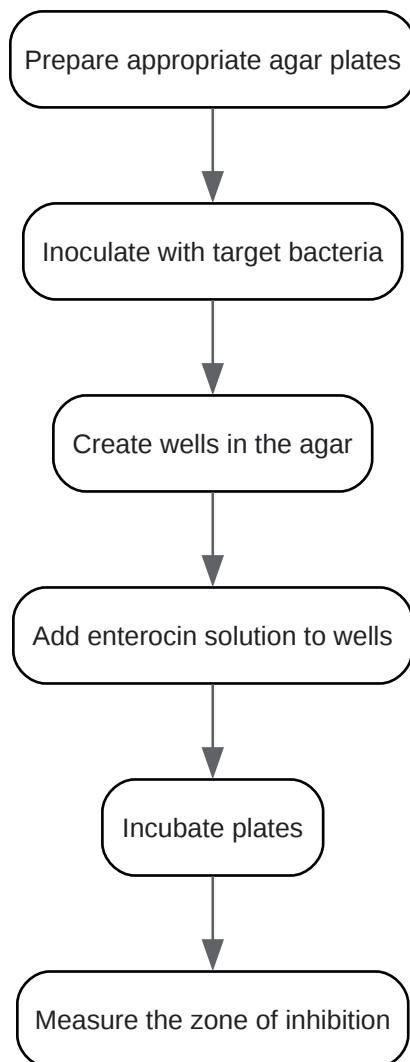 Prepare appropriate agar plates
Inoculate with target bacteria
Create wells in the agar
Add enterocin solution to wells
Incubate plates
Measure the zone of inhibition